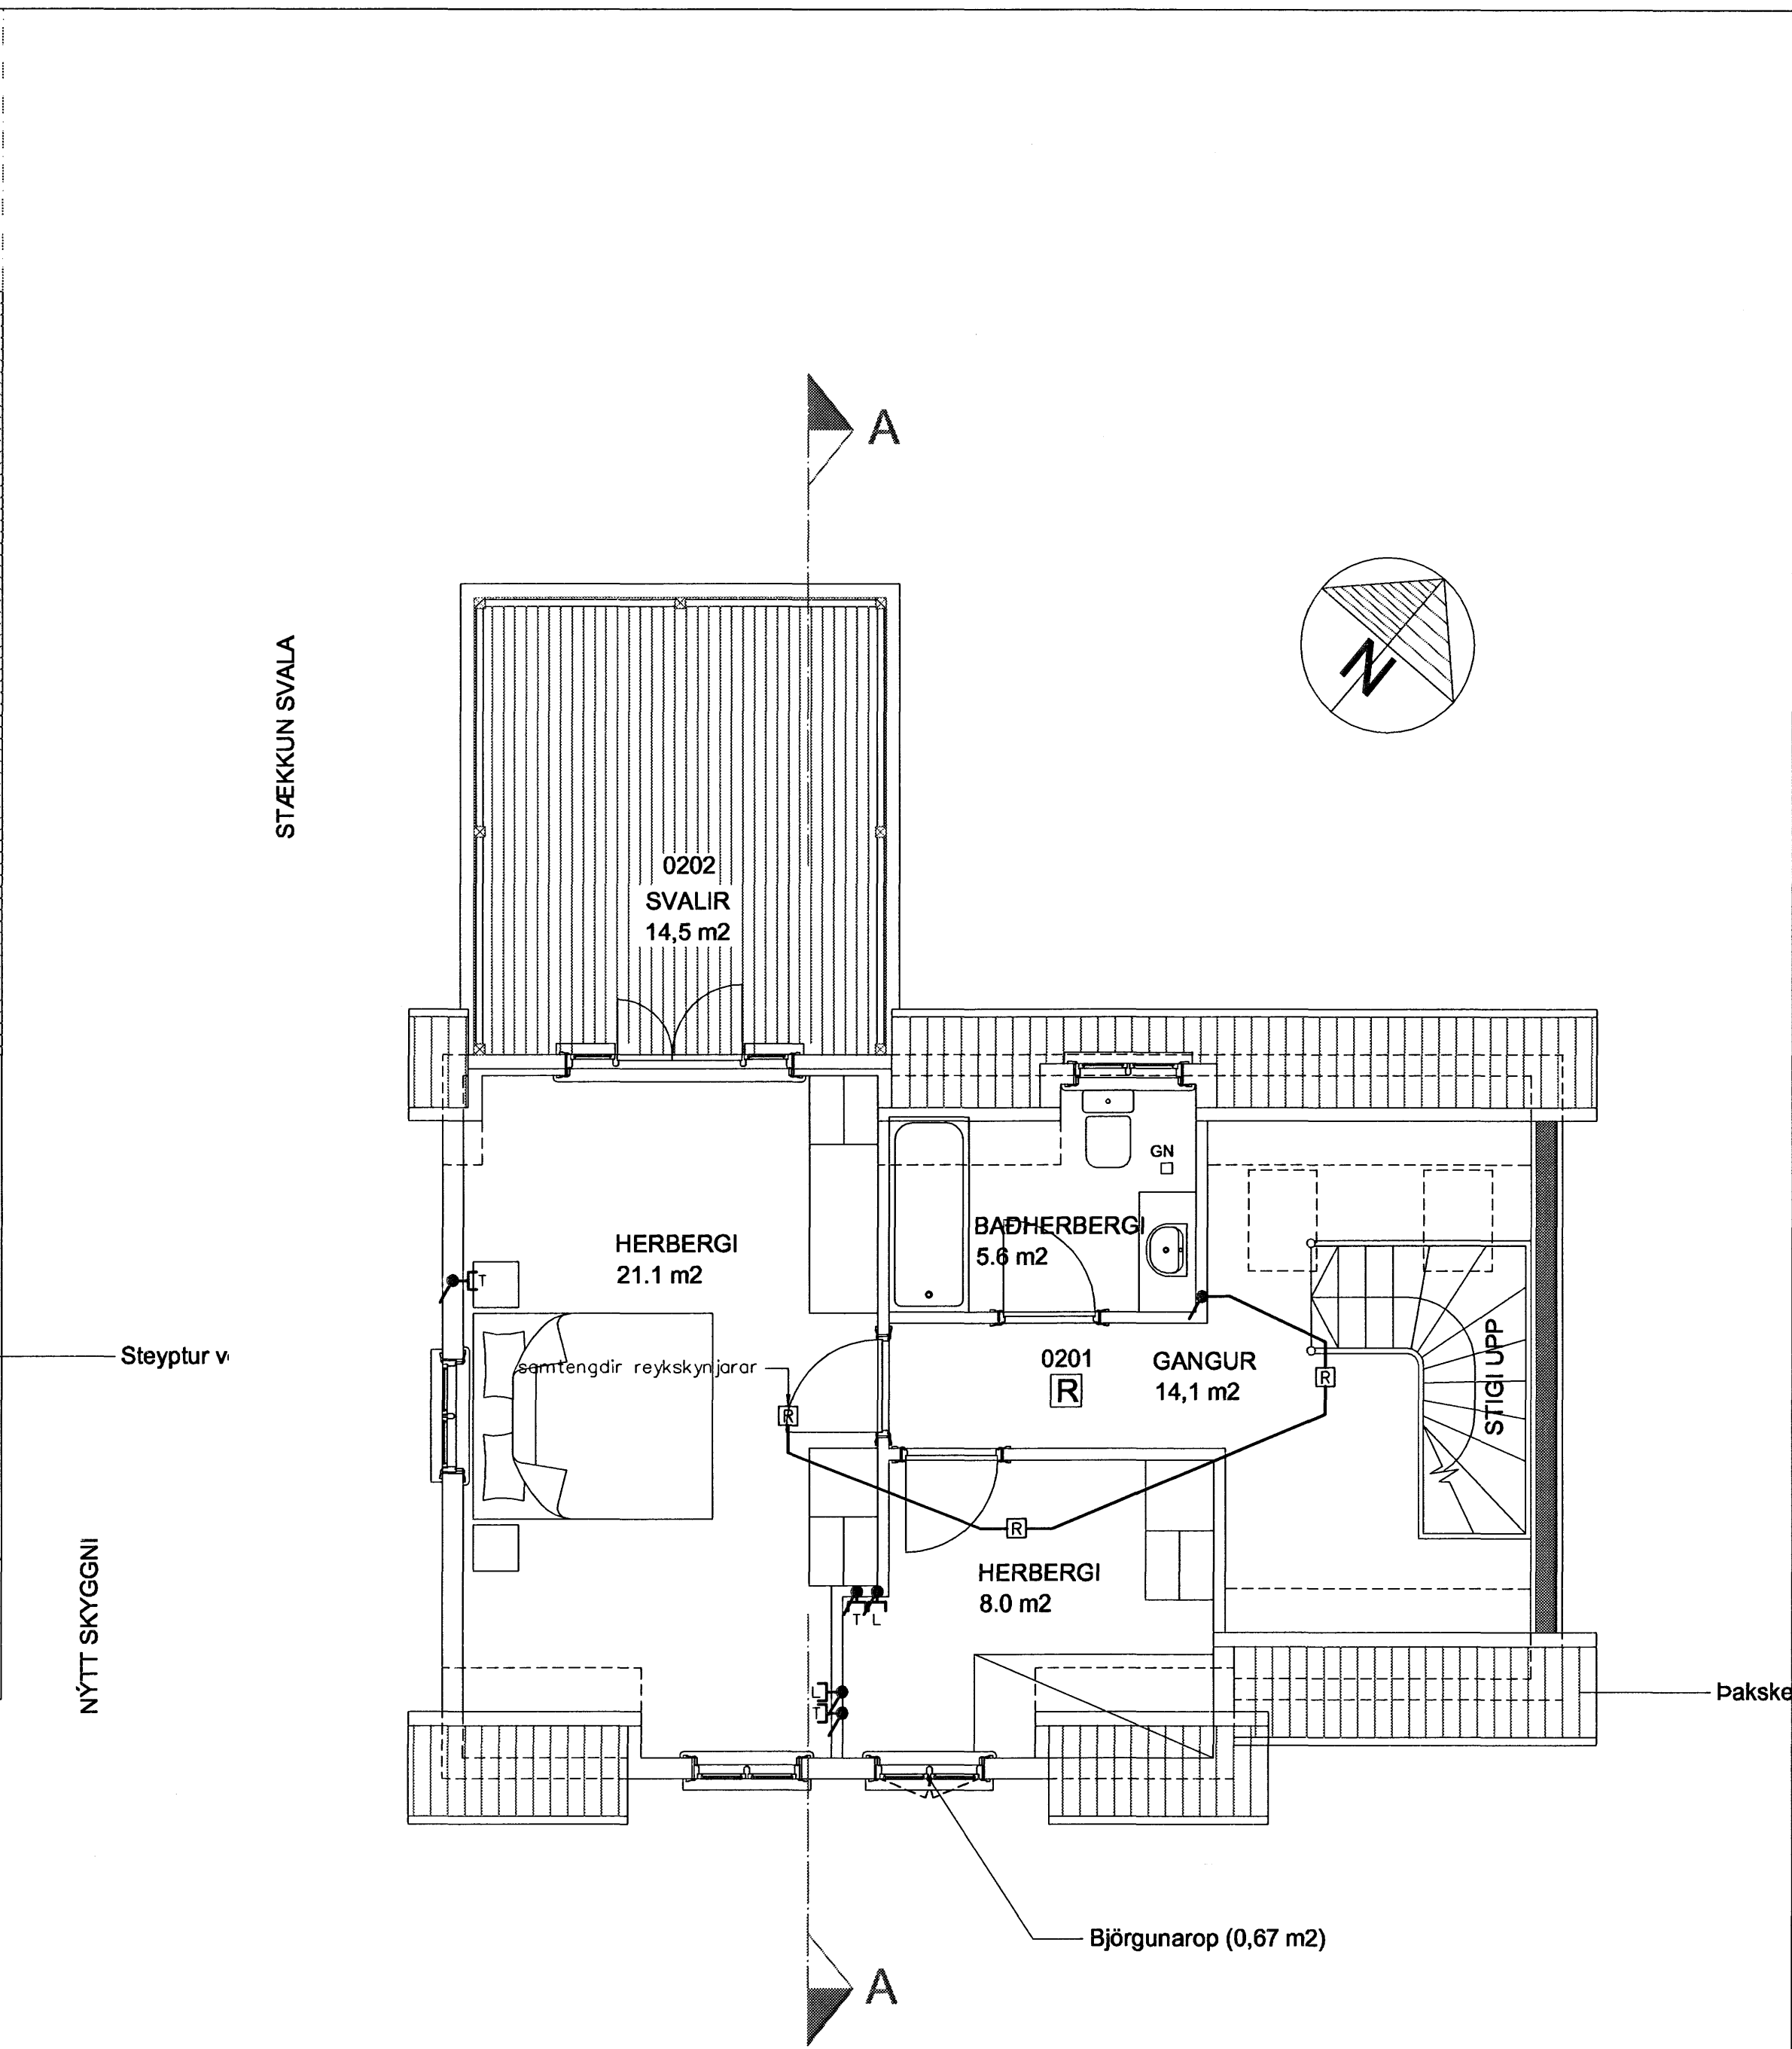 A
N
STÆKKUN SVALA
0202
SVALIR
14,5 m2
GN
BAÐHERBERGI
5.6 m2
HERBERGI
21.1 m2
T
STIGI UPP
Steyptur
samtengdir reykskynjarar
0201
R
GANGUR
14,1 m2
R
R
R
HERBERGI
8.0 m2
T L
NÝTT SKYGGNI
L
T
Þakske
Björgunarop (0,67 m2)
A